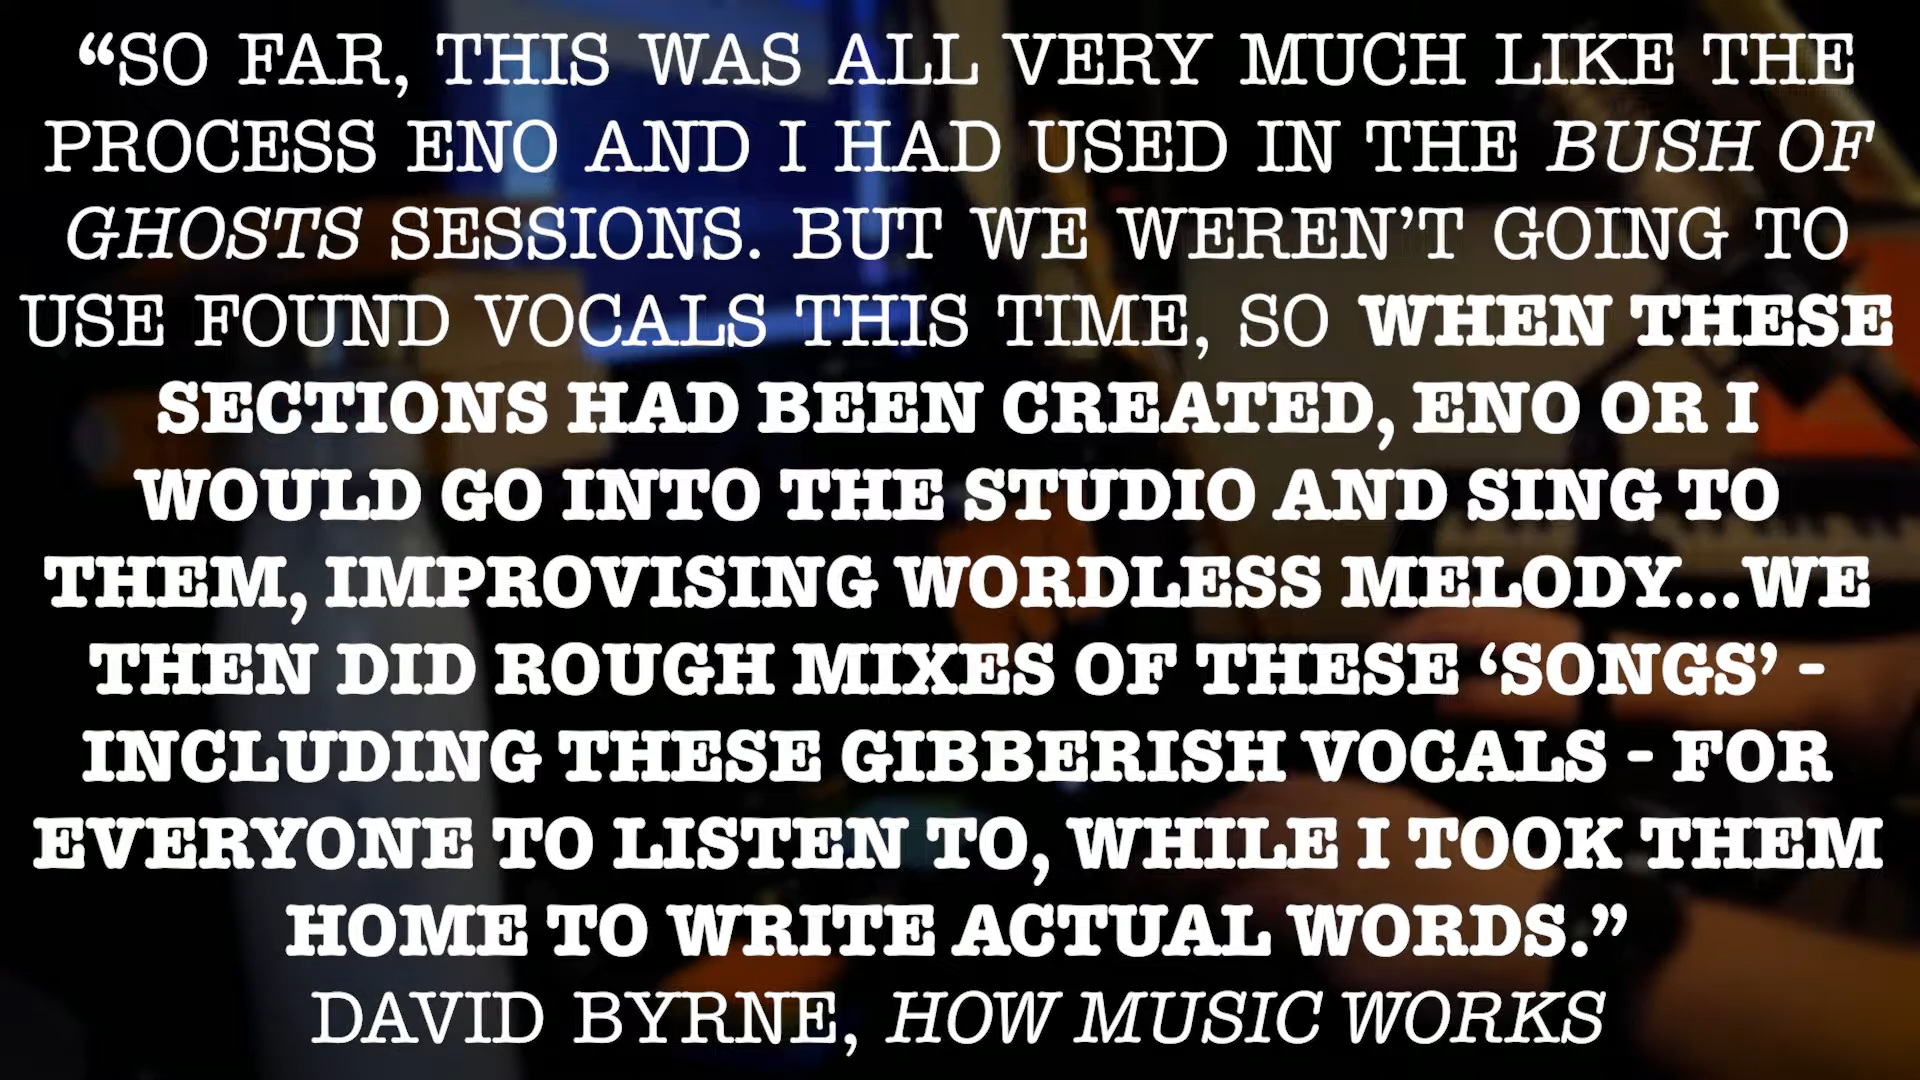 “SO FAR, THIS WAS ALL VERY MUCH LIKE THE
PROCESS ENO AND I HAD USED IN THE BUSH OF
GHOSTS SESSIONS. BUT WE WEREN’T GOING TO
USE FOUND VOCALS THIS TIME, SO WHEN THESE
SECTIONS HAD BEEN CREATED, ENO OR I
WOULD GO INTO THE STUDIO AND SING TO
THEM, IMPROVISING WORDLESS MELODY...WE
THEN DID ROUGH MIXES OF THESE ‘SONGS’ -
INCLUDING THESE GIBBERISH VOCALS - FOR
EVERYONE TO LISTEN TO, WHILE I TOOK THEM
HOME TO WRITE ACTUAL WORDS.”
DAVID BYRNE, HOW MUSIC WORKS